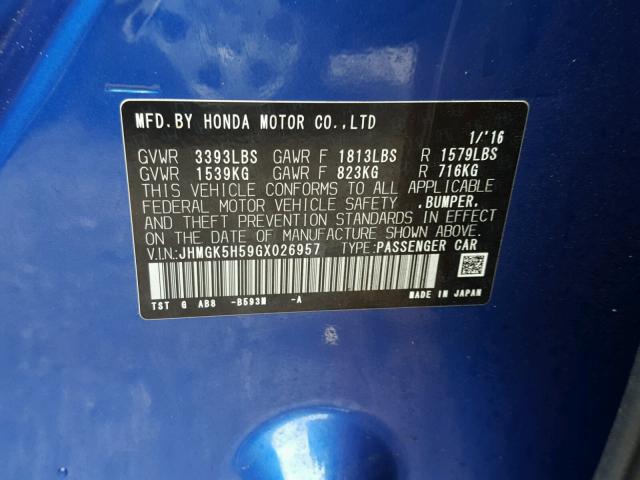 MFD.BY HONDA MOTOR CO.,LTD
1/'16
GVWR 3393LBS GAWR F 1813LBS R 1579LBS
GVWR 1539KG GAWR F 823KG R 716KG
THIS VEHICLE CONFORMS TO ALL APPLICABLE
FEDERAL MOTOR VEHICLE SAFETY ,BUMPER,
AND THEFT PREVENTION STANDARDS IN EFFECT
ON THE DATE OF MANUFACTURE SHOWN ABOVE.
V.I.N:JHMGK5H59GX026957 TYPE:PASSENGER CAR
TST G AB8 -B593M -A
MADE IN JAPAN